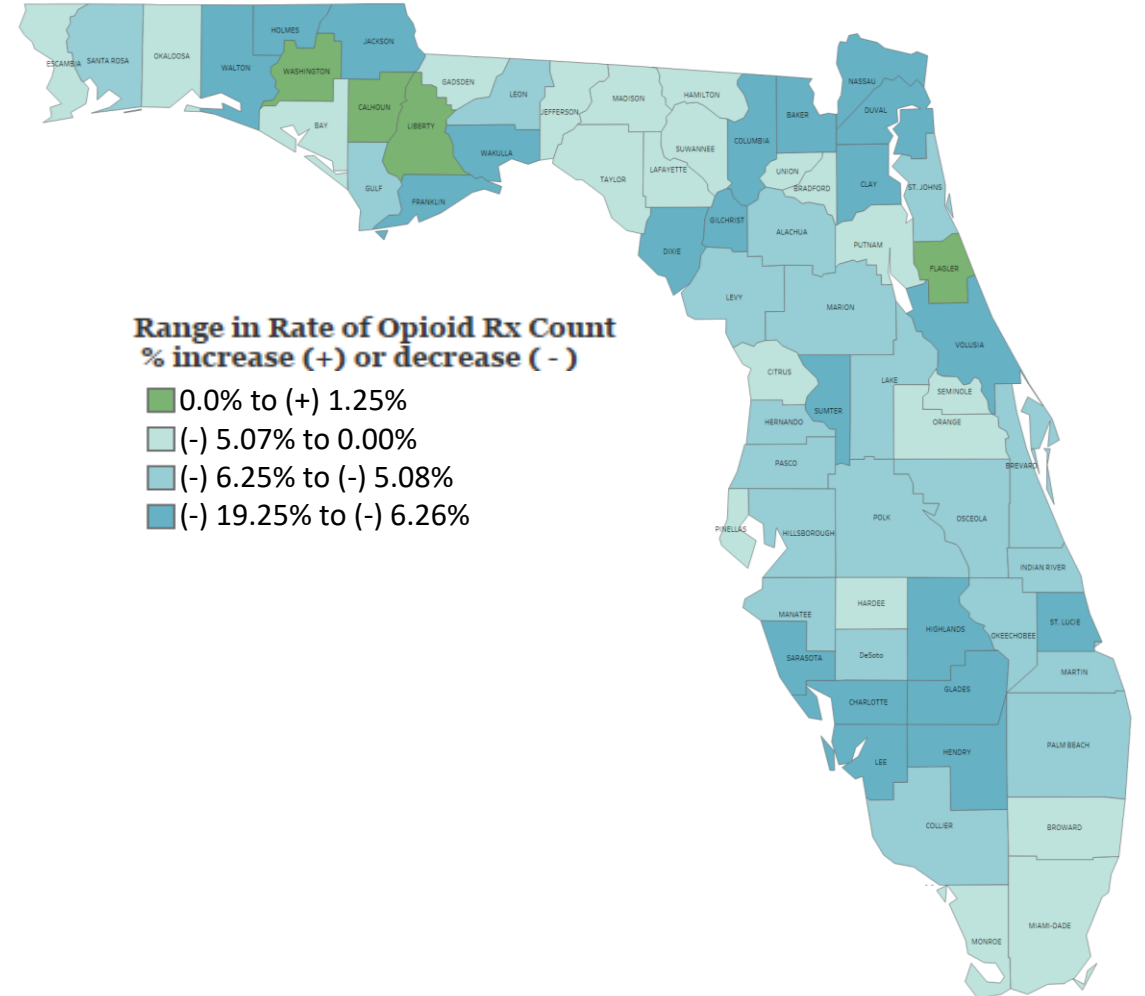 HOLMES
JACKSON
ESCAMBIA
SANTA ROSA
OKALOOSA
WALTON
WASHINGTON
GADSDEN
LEON
JEFFERSON
MADISON
HAMILTON
NASSAU
CALHOUN
LIBERTY
BAY
COLUMBIA
BAKER
DUVAL
WAKULLA
SUWANNEE
TAYLOR
LAFAYETTE
UNION
BRADFORD
CLAY
ST. JOHNS
GULF
FRANKLIN
GILCHRIST
ALACHUA
DIXIE
PUTNAM
FLAGLER
LEVY
MARION
Range in Rate of Opioid Rx Count
% increase (+) or decrease ( - )
0.0% to (+) 1.25%
(-) 5.07% to 0.00%
(-) 6.25% to (-) 5.08%
(-) 19.25% to (-) 6.26%
VOLUSIA
CITRUS
LAKE
SEMINOLE
SUMTER
HERNANDO
ORANGE
PASCO
BREVARD
PINELLAS
HILLSBOROUGH
POLK
OSCEOLA
INDIAN RIVER
MANATEE
HARDEE
HIGHLANDS
OKEECHOBEE
ST. LUCIE
SARASOTA
DeSoto
MARTIN
CHARLOTTE
GLADES
LEE
HENDRY
PALM BEACH
COLLIER
BROWARD
MONROE
MIAMI-DADE